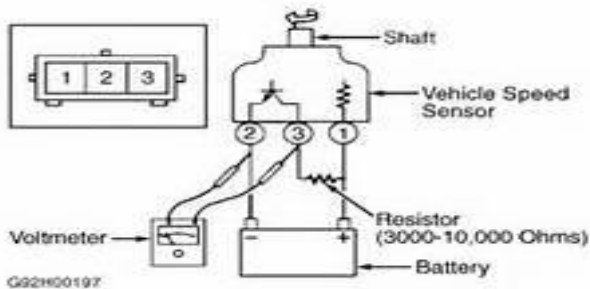 Shaft
1 2 3
Vehicle Speed
Sensor
2 3 1
Resistor
(3000-10,000 Ohms)
Voltmeter
- +
Battery
G92H00197